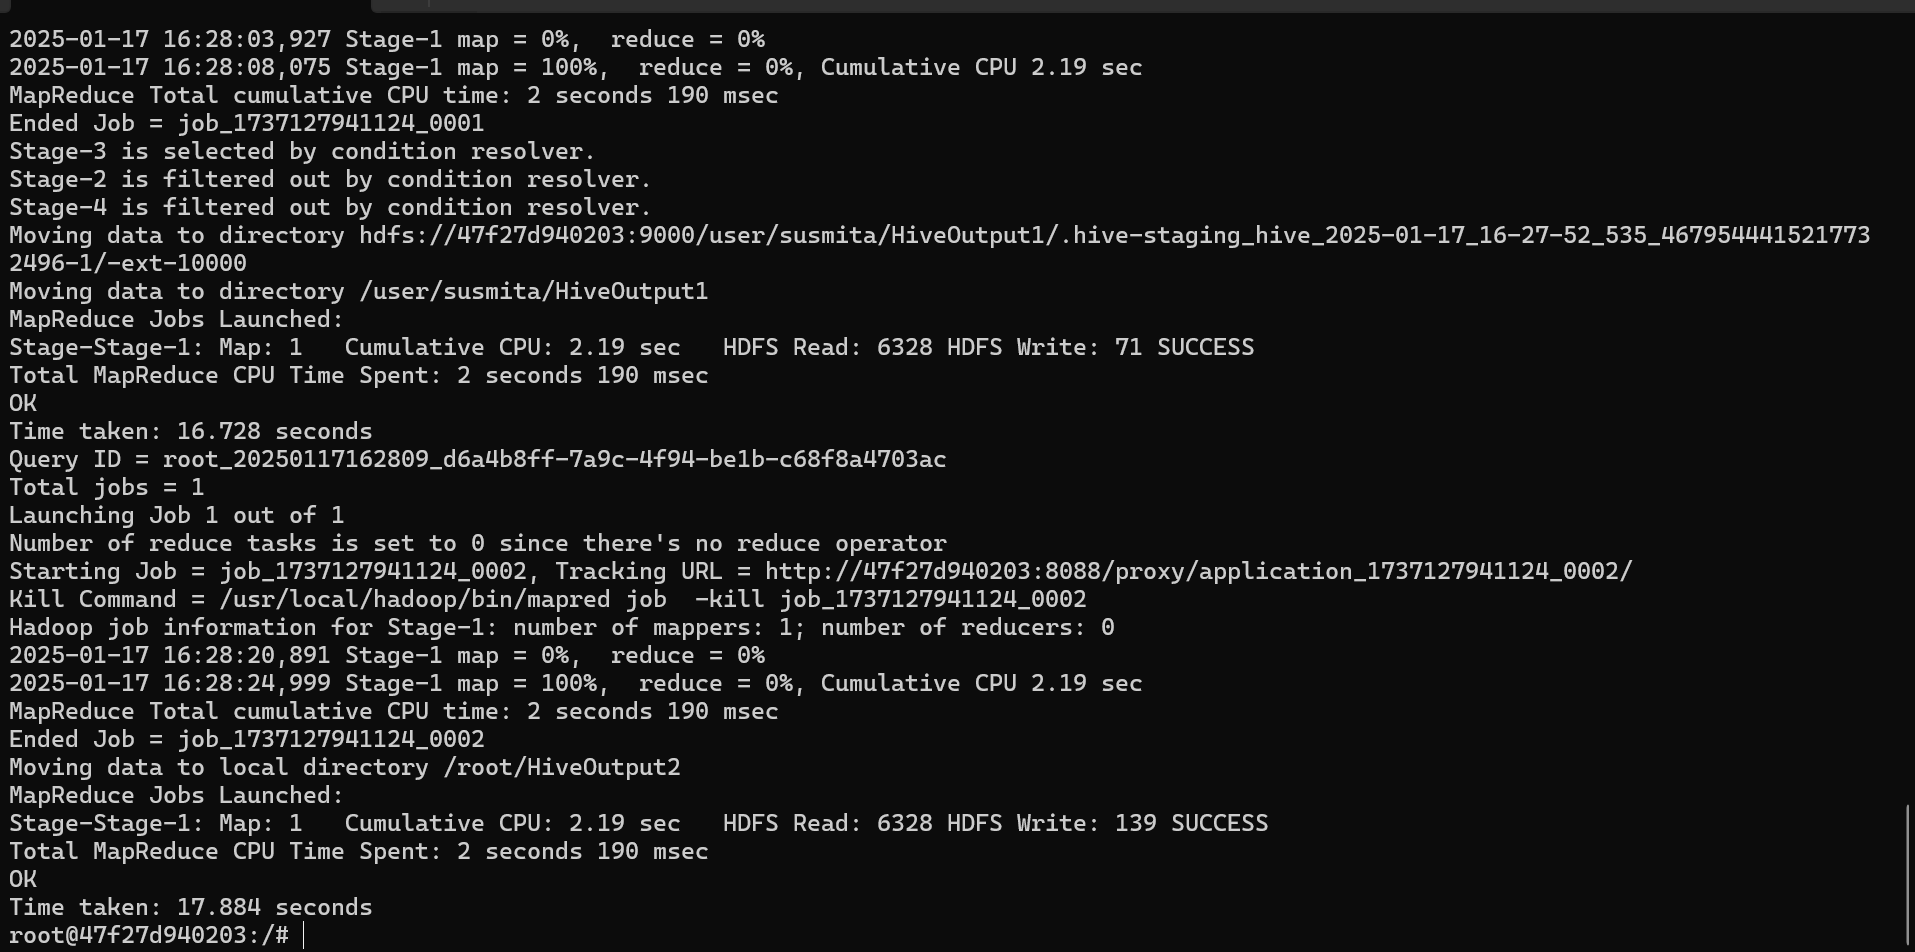 2025-01-17 16:28:03,927 Stage-1 map = 0%,  reduce = 0%
2025-01-17 16:28:08,075 Stage-1 map = 100%,  reduce = 0%, Cumulative CPU 2.19 sec
MapReduce Total cumulative CPU time: 2 seconds 190 msec
Ended Job = job_1737127941124_0001
Stage-3 is selected by condition resolver.
Stage-2 is filtered out by condition resolver.
Stage-4 is filtered out by condition resolver.
Moving data to directory hdfs://47f27d940203:9000/user/susmita/HiveOutput1/.hive-staging_hive_2025-01-17_16-27-52_535_467954441521773
2496-1/-ext-10000
Moving data to directory /user/susmita/HiveOutput1
MapReduce Jobs Launched:
Stage-Stage-1: Map: 1   Cumulative CPU: 2.19 sec   HDFS Read: 6328 HDFS Write: 71 SUCCESS
Total MapReduce CPU Time Spent: 2 seconds 190 msec
OK
Time taken: 16.728 seconds
Query ID = root_20250117162809_d6a4b8ff-7a9c-4f94-be1b-c68f8a4703ac
Total jobs = 1
Launching Job 1 out of 1
Number of reduce tasks is set to 0 since there's no reduce operator
Starting Job = job_1737127941124_0002, Tracking URL = http://47f27d940203:8088/proxy/application_1737127941124_0002/
Kill Command = /usr/local/hadoop/bin/mapred job  -kill job_1737127941124_0002
Hadoop job information for Stage-1: number of mappers: 1; number of reducers: 0
2025-01-17 16:28:20,891 Stage-1 map = 0%,  reduce = 0%
2025-01-17 16:28:24,999 Stage-1 map = 100%,  reduce = 0%, Cumulative CPU 2.19 sec
MapReduce Total cumulative CPU time: 2 seconds 190 msec
Ended Job = job_1737127941124_0002
Moving data to local directory /root/HiveOutput2
MapReduce Jobs Launched:
Stage-Stage-1: Map: 1   Cumulative CPU: 2.19 sec   HDFS Read: 6328 HDFS Write: 139 SUCCESS
Total MapReduce CPU Time Spent: 2 seconds 190 msec
OK
Time taken: 17.884 seconds
root@47f27d940203:/#